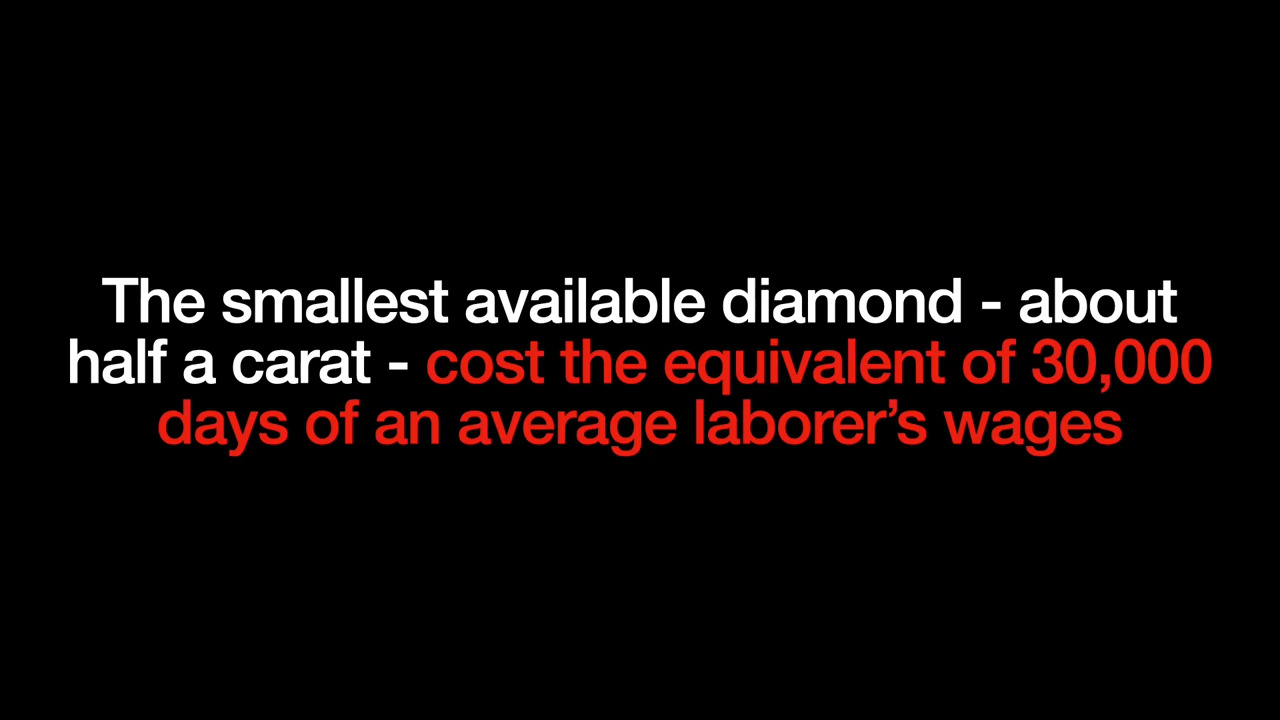 The smallest available diamond - about
half a carat - cost the equivalent of 30,000
days of an average laborer’s wages